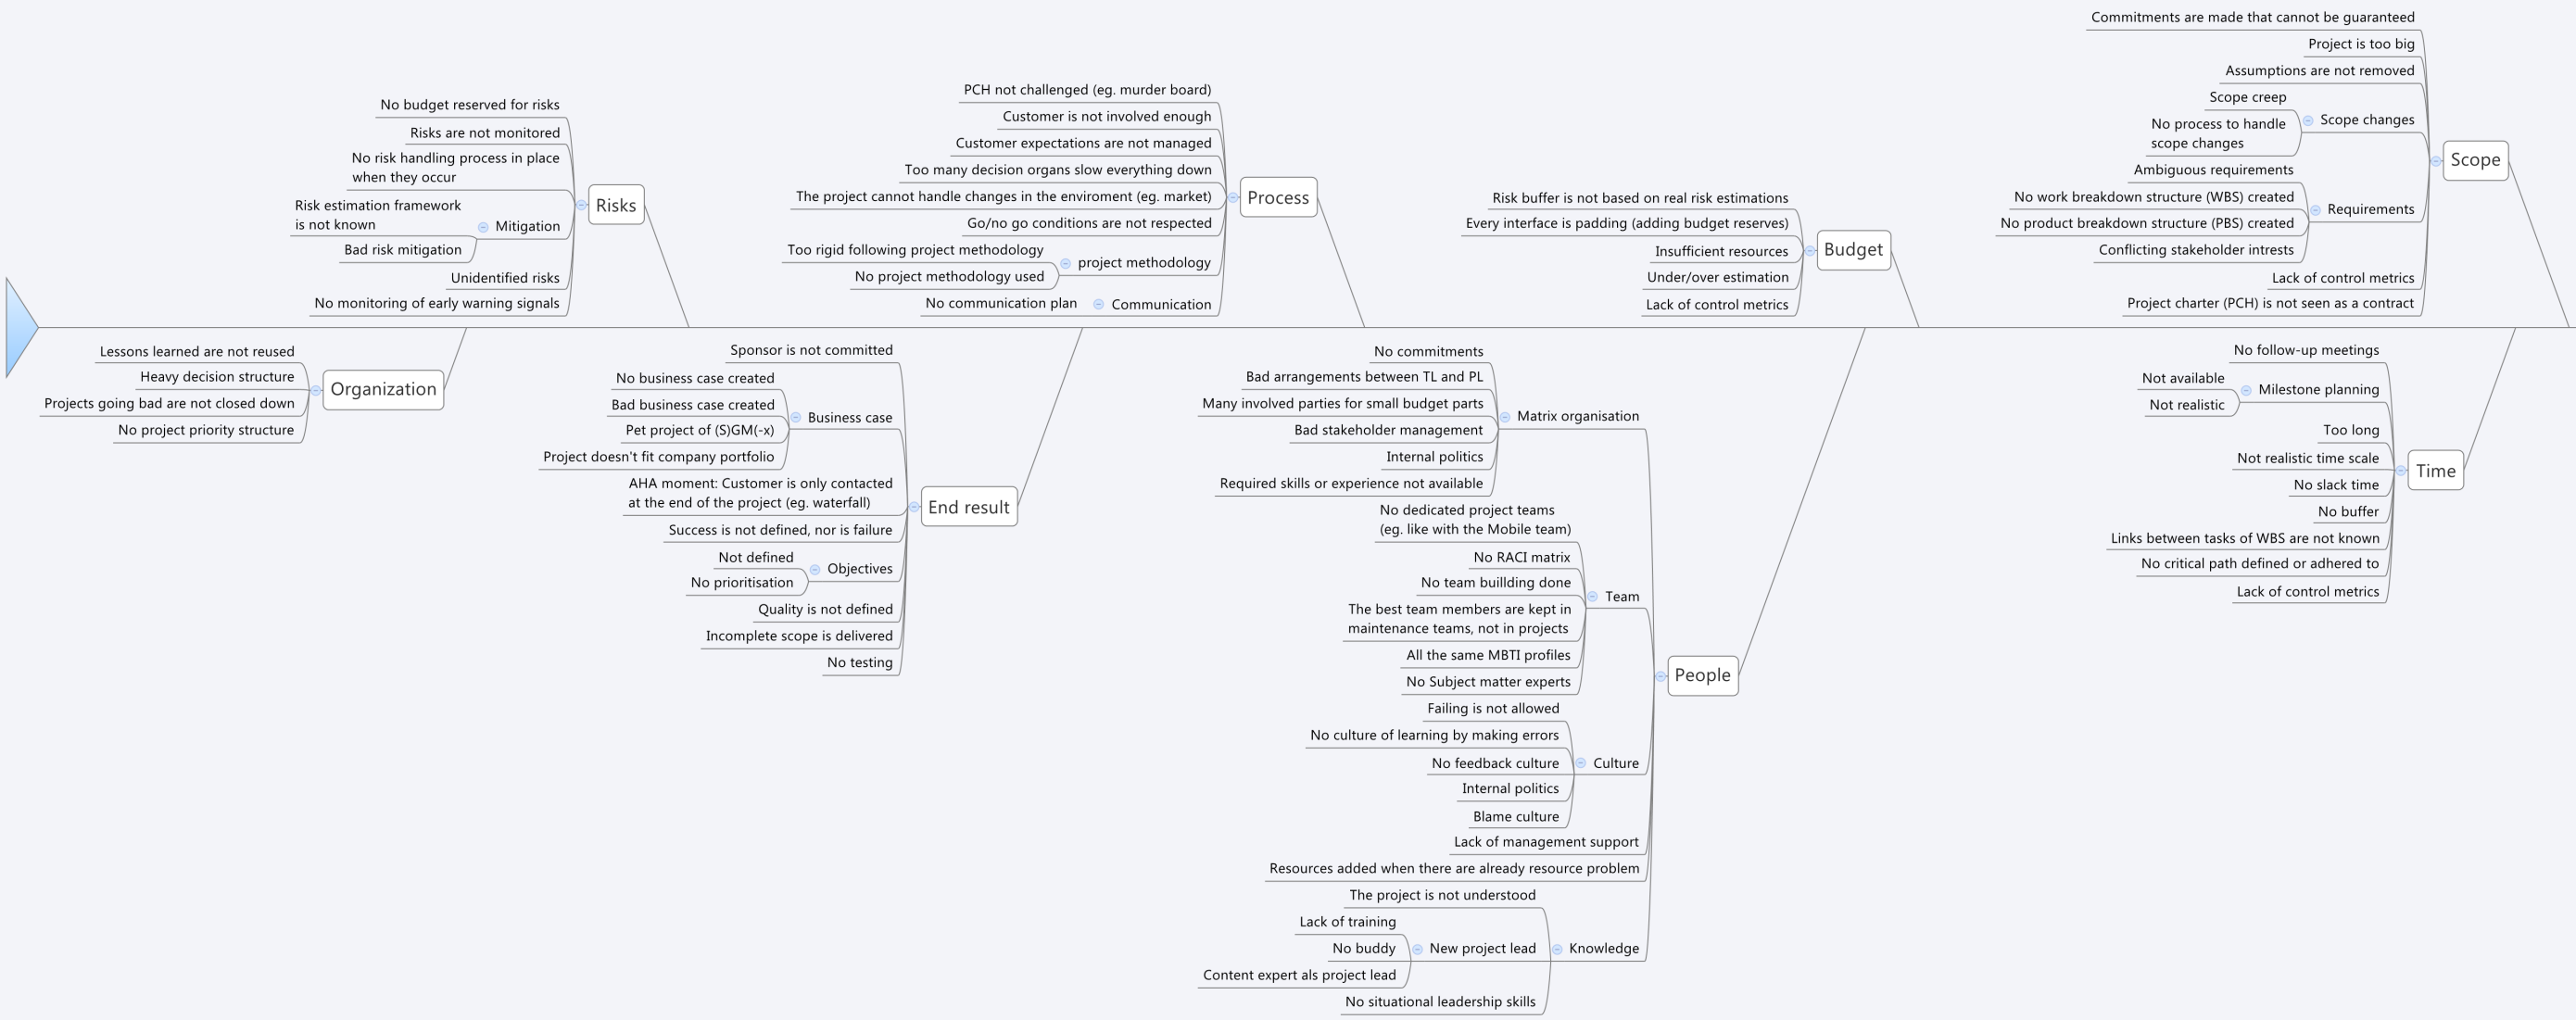 No budget reserved for risks
Risks are not monitored
No risk handling process in place
when they occur
Risk estimation framework
is not known
Bad risk mitigation
Mitigation
Unidentified risks
No monitoring of early warning signals
Risks
PCH not challenged (eg. murder board)
Customer is not involved enough
Customer expectations are not managed
Too many decision organs slow everything down
The project cannot handle changes in the enviroment (eg. market)
Go/no go conditions are not respected
Too rigid following project methodology
No project methodology used
project methodology
No communication plan
Communication
Process
Risk buffer is not based on real risk estimations
Every interface is padding (adding budget reserves)
Insufficient resources
Under/over estimation
Lack of control metrics
Budget
Commitments are made that cannot be guaranteed
Project is too big
Assumptions are not removed
Scope creep
No process to handle
scope changes
Scope changes
Ambiguous requirements
No work breakdown structure (WBS) created
No product breakdown structure (PBS) created
Conflicting stakeholder intrests
Requirements
Lack of control metrics
Project charter (PCH) is not seen as a contract
Scope
Lessons learned are not reused
Heavy decision structure
Projects going bad are not closed down
No project priority structure
Organization
Sponsor is not committed
No business case created
Bad business case created
Pet project of (S)GM(-x)
Project doesn't fit company portfolio
Business case
AHA moment: Customer is only contacted
at the end of the project (eg. waterfall)
Success is not defined, nor is failure
Not defined
No prioritisation
Objectives
Quality is not defined
Incomplete scope is delivered
No testing
End result
No commitments
Bad arrangements between TL and PL
Many involved parties for small budget parts
Bad stakeholder management
Internal politics
Required skills or experience not available
Matrix organisation
No dedicated project teams
(eg. like with the Mobile team)
No RACI matrix
No team buillding done
The best team members are kept in
maintenance teams, not in projects
All the same MBTI profiles
No Subject matter experts
Team
Failing is not allowed
No culture of learning by making errors
No feedback culture
Internal politics
Blame culture
Culture
Lack of management support
Resources added when there are already resource problem
The project is not understood
Lack of training
No buddy
Content expert als project lead
New project lead
No situational leadership skills
Knowledge
People
No follow-up meetings
Not available
Not realistic
Milestone planning
Too long
Not realistic time scale
No slack time
No buffer
Links between tasks of WBS are not known
No critical path defined or adhered to
Lack of control metrics
Time